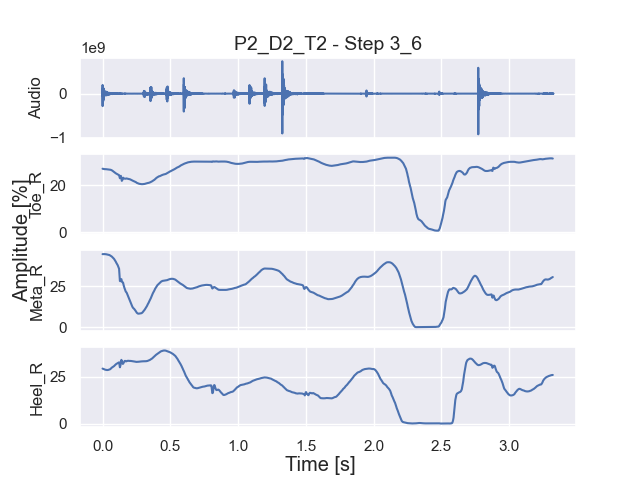 P2_D2_T2 - Step 3_6
1e9
Audio
0
−1
Toe_R
20
0
Amplitude [%]
Meta_R
25
0
Heel_R
25
0
0.0 0.5 1.0 1.5 2.0 2.5 3.0
Time [s]